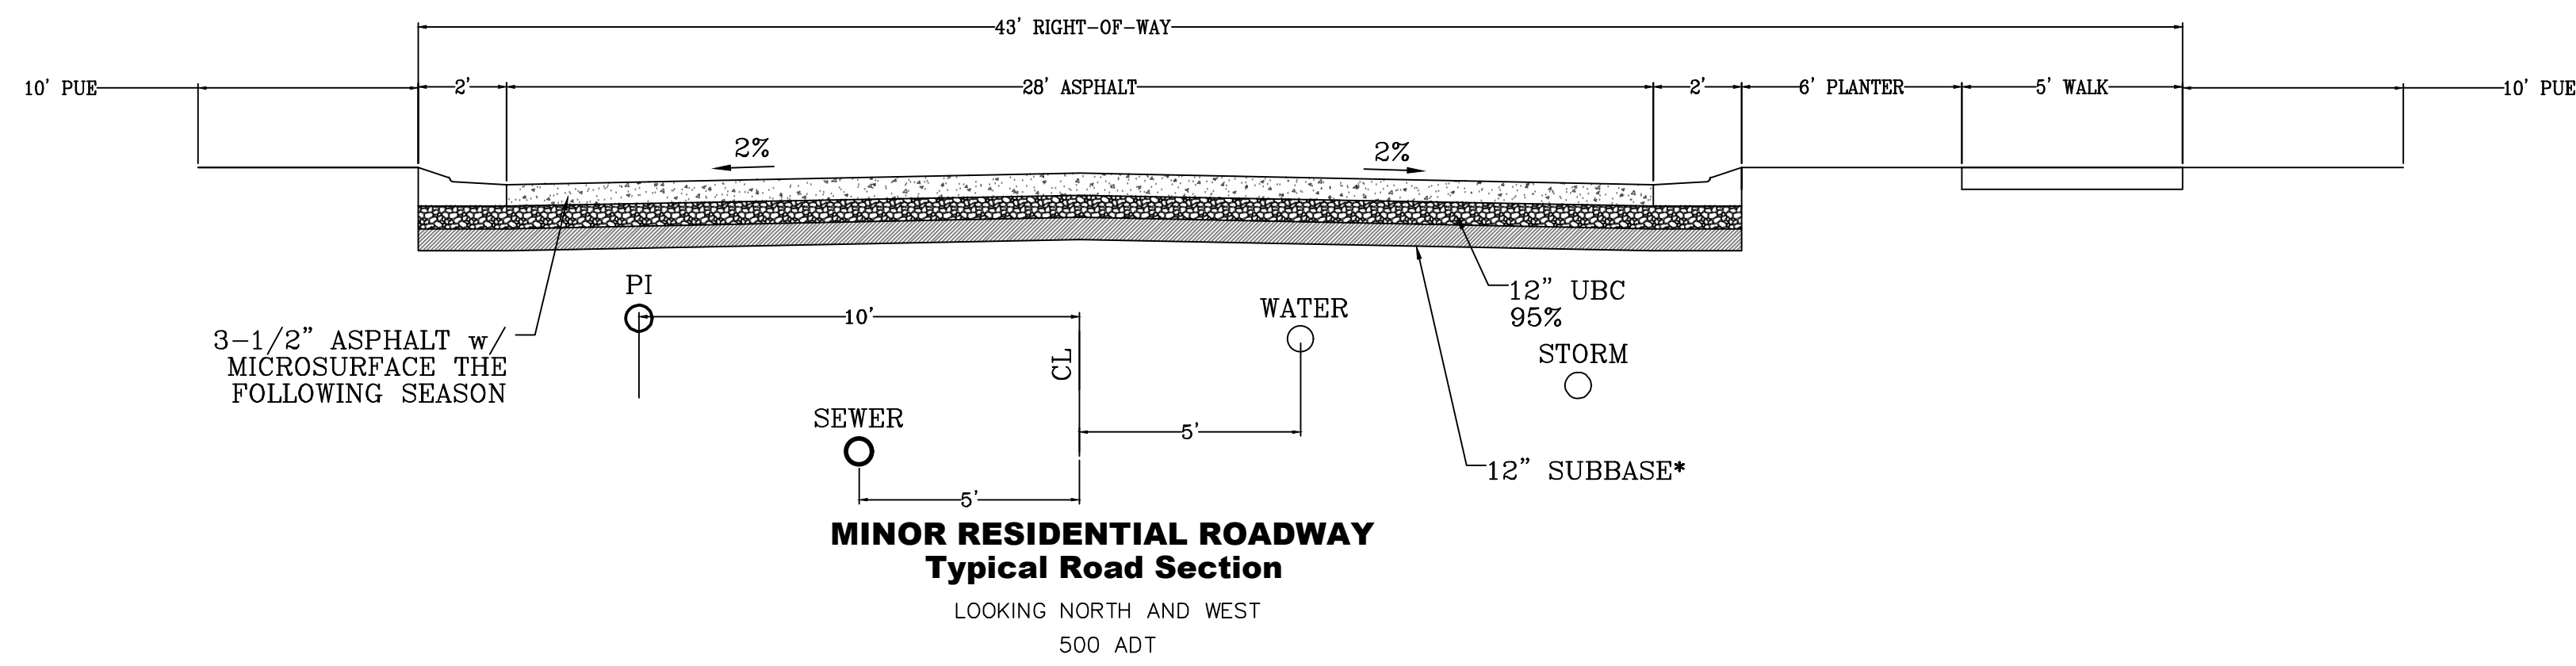 43' RIGHT-OF-WAY
10' PUE
2'
28' ASPHALT
2'
6' PLANTER
5' WALK
10' PUE
2%
2%
PI
10'
WATER
12" UBC
95%
3-1/2" ASPHALT w/
MICROSURFACE THE
FOLLOWING SEASON
CL
STORM
SEWER
5'
12" SUBBASE*
5'
MINOR RESIDENTIAL ROADWAY
Typical Road Section
LOOKING NORTH AND WEST
500 ADT